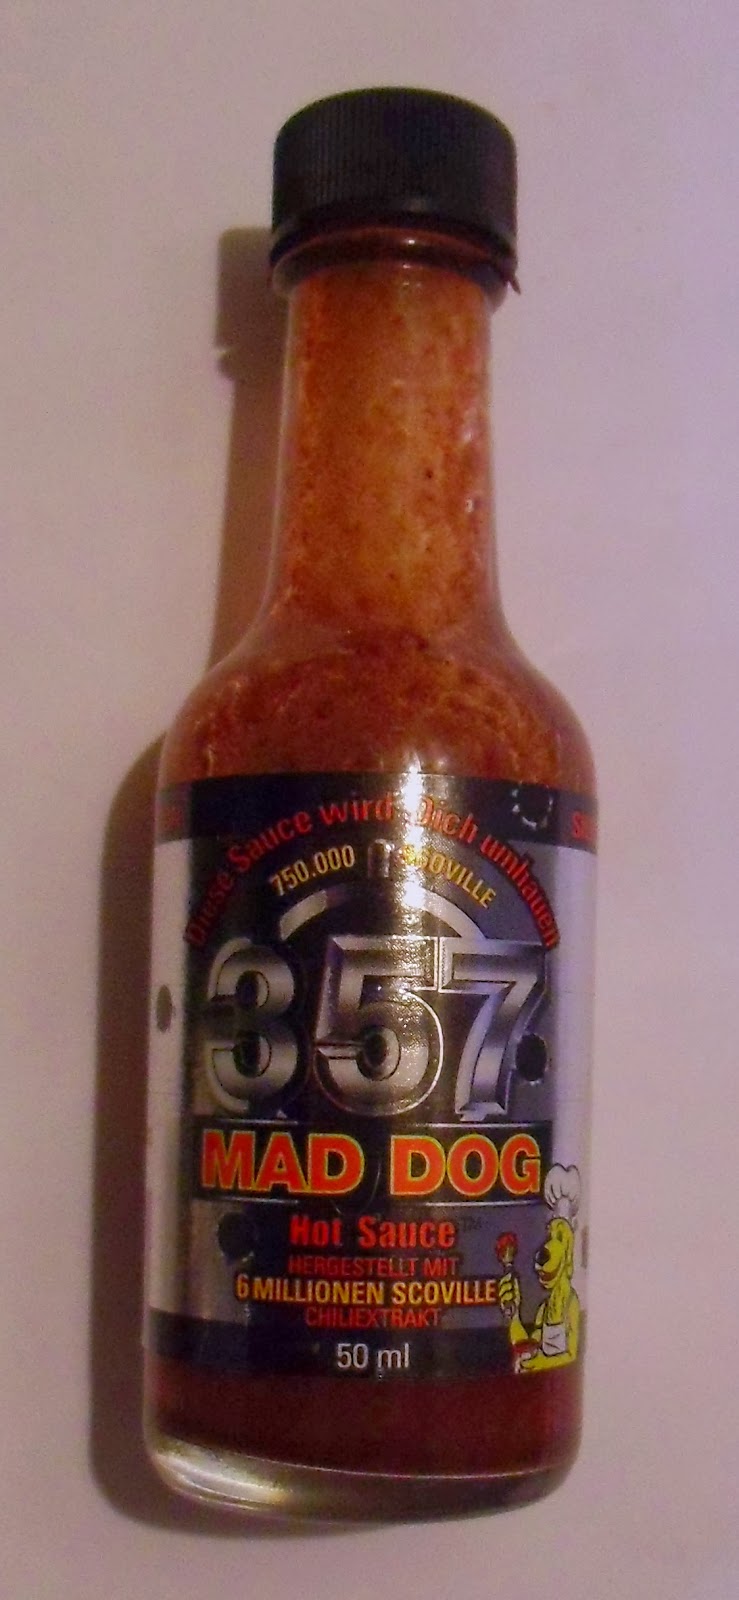 Diese Sauce wird Dich umhauen
750.000 SCOVILLE
357
MAD DOG
Hot Sauce™
HERGESTELLT MIT
6 MILLIONEN SCOVILLE
CHILIEXTRAKT
50 ml